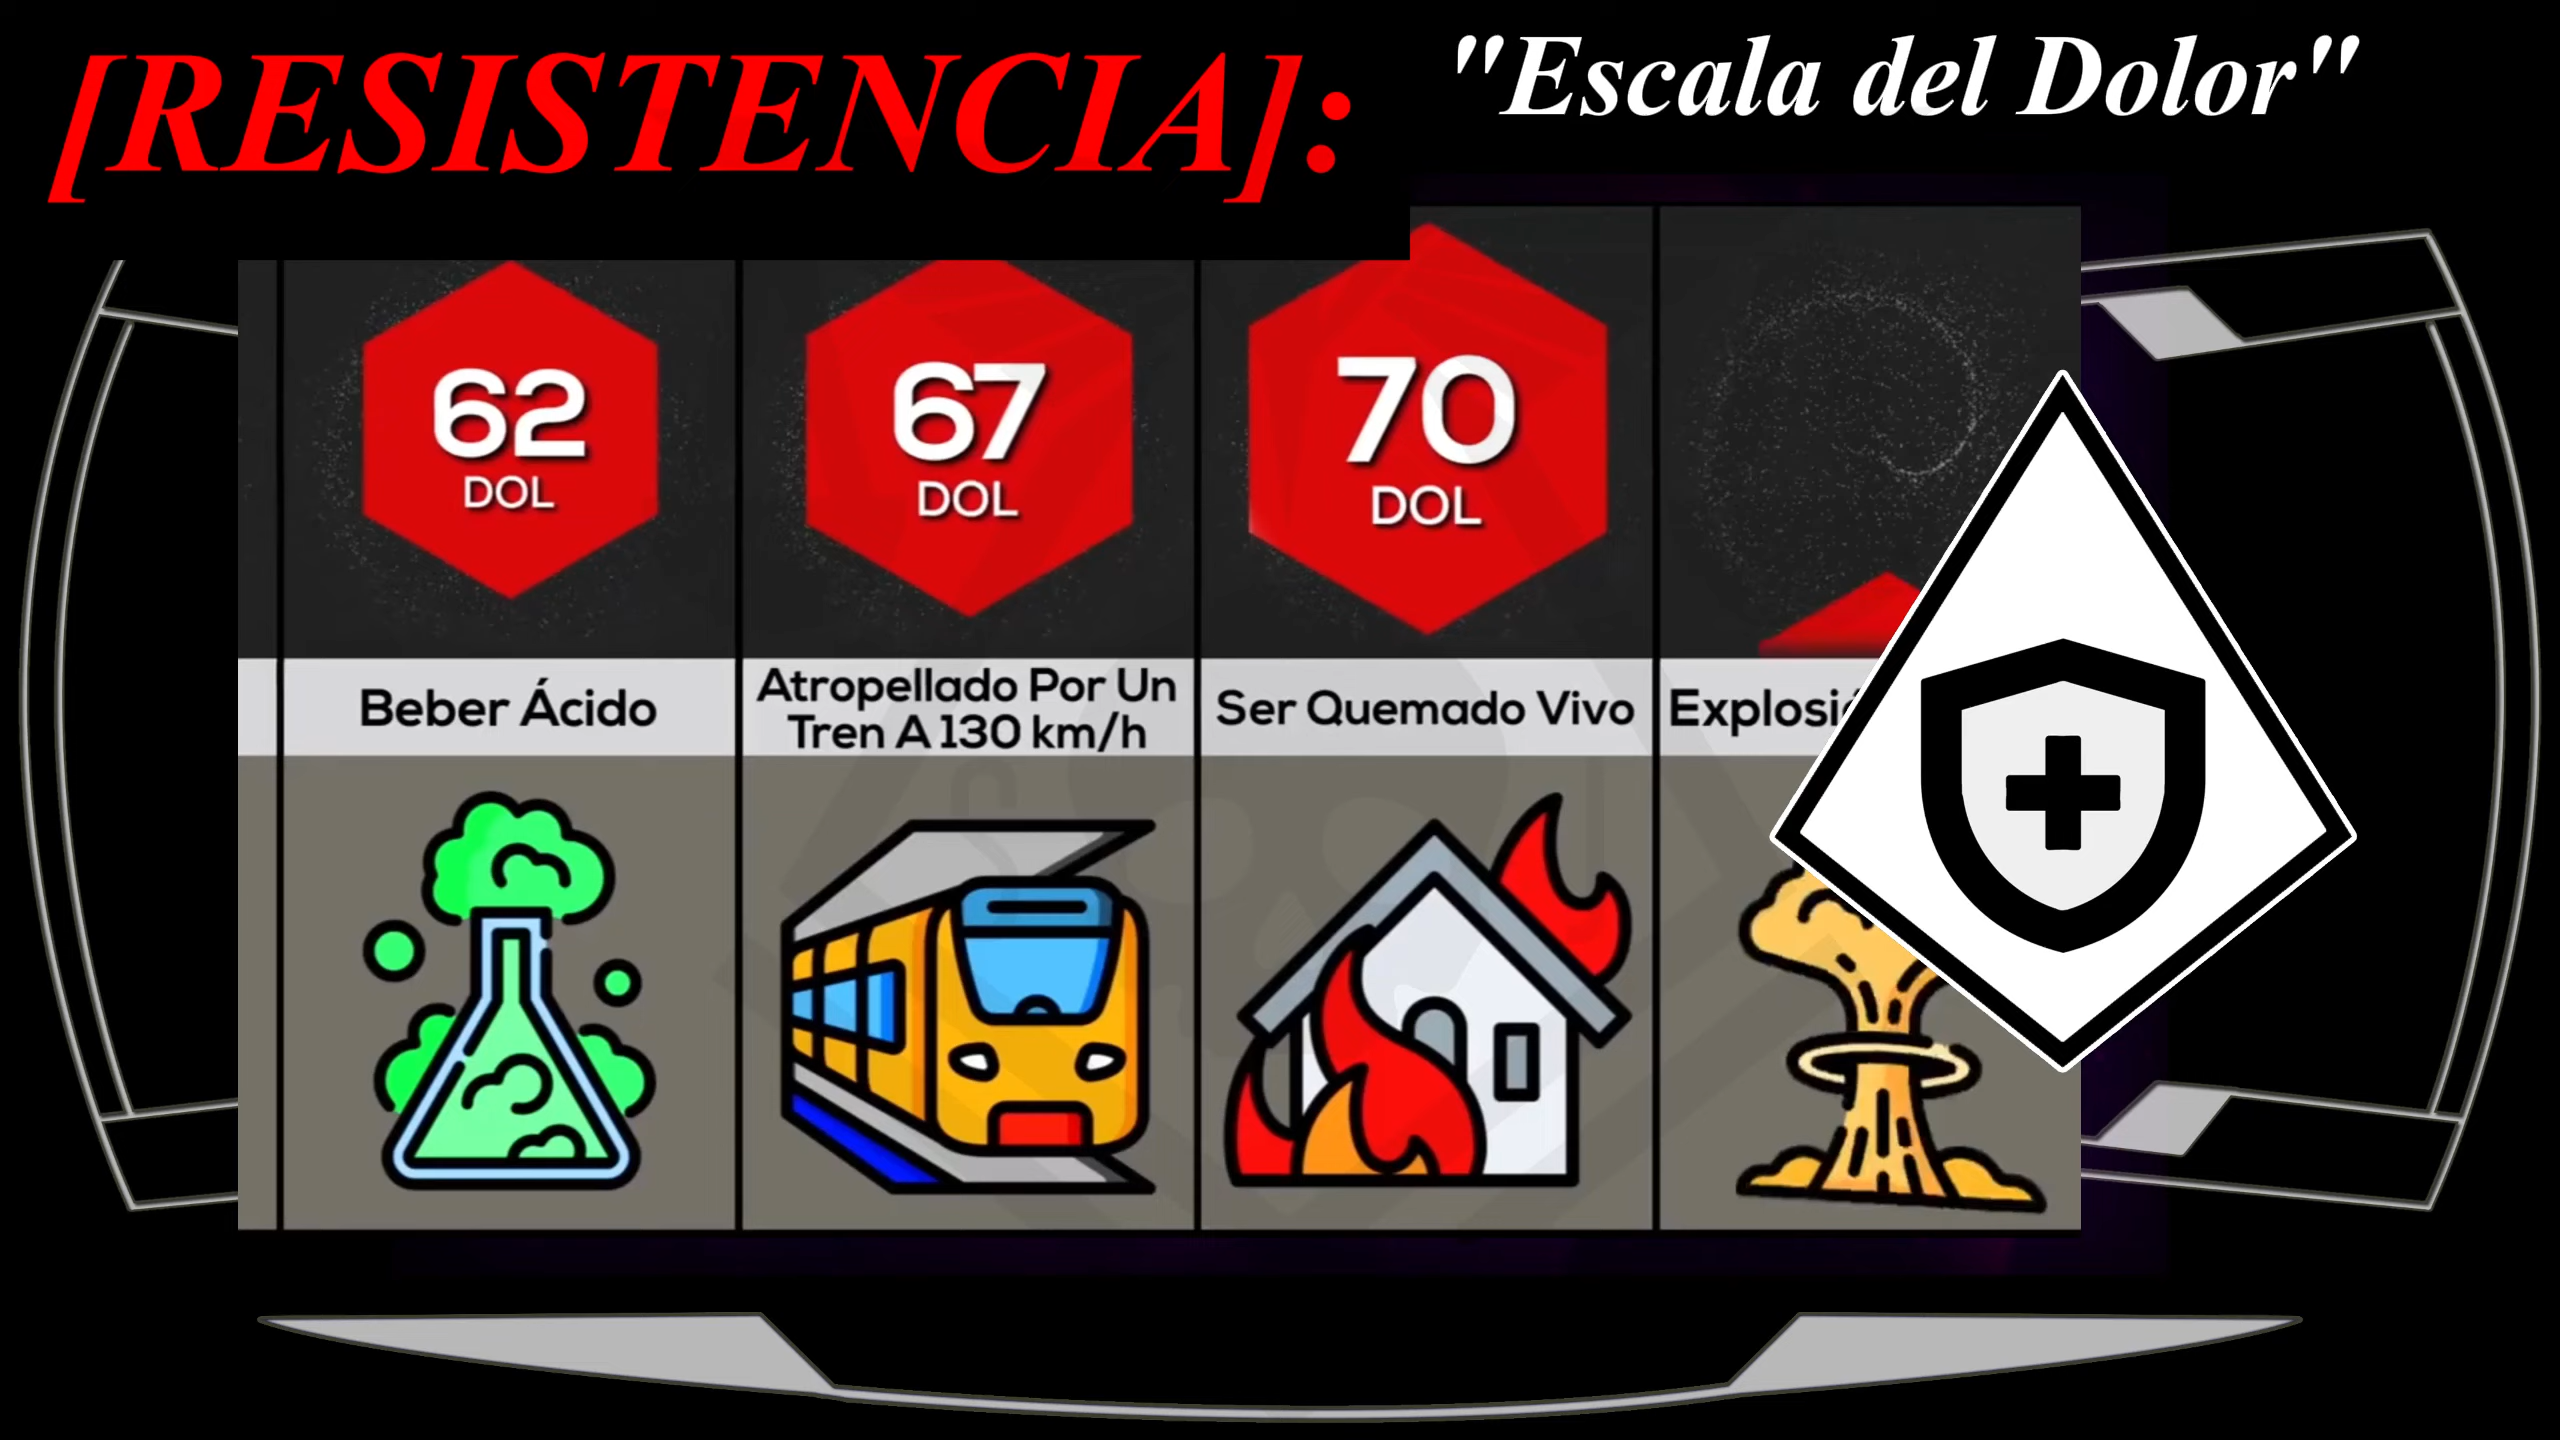 [RESISTENCIA]:
"Escala del Dolor"
62
DOL
67
DOL
70
DOL
Beber Ácido
Atropellado Por Un
Tren A 130 km/h
Ser Quemado Vivo